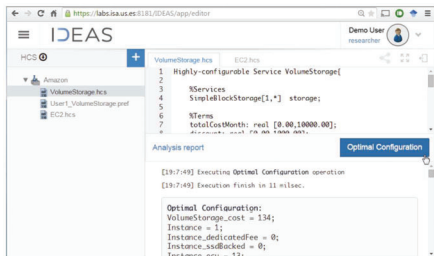 https://labs.isa.us.es:8181/IDEAS/app/editor
IDEAS
Demo User
researcher
HCS
Amazon
VolumeStorage.hcs
User1_VolumeStorage.pref
EC2.hcs
VolumeStorage.hcs
EC2.hcs
1 Highly-configurable Service VolumeStorage{
2
3 %Services
4 SimpleBlockStorage[1,*] storage;
5
6 %Terms
7 totalCostMonth: real [0.00,10000.00];
8
Analysis report
Optimal Configuration
[19:7:49] Executing Optimal Configuration operation
[19:7:49] Execution finish in 11 milsec.
Optimal Configuration:
VolumeStorage_cost = 134;
Instance = 1;
Instance_dedicatedFee = 0;
Instance_ssdBacked = 0;